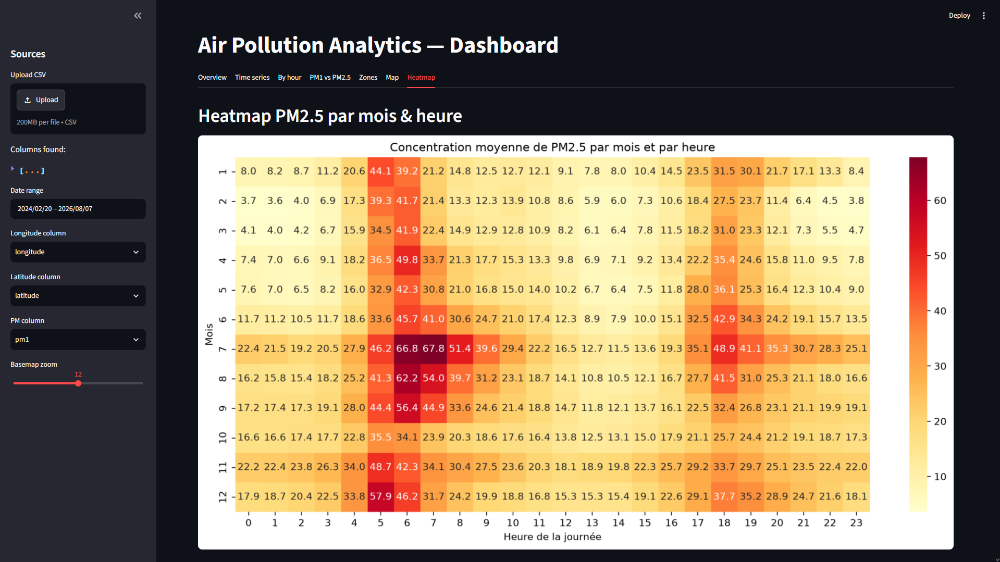 Deploy
Sources
Upload CSV
Upload
200MB per file • CSV
Columns found:
[...]
Date range
2024/02/20 – 2026/08/07
Longitude column
longitude
Latitude column
latitude
PM column
pm1
Basemap zoom
12
Air Pollution Analytics — Dashboard
Overview Time series By hour PM1 vs PM2.5 Zones Map Heatmap
Heatmap PM2.5 par mois & heure
Concentration moyenne de PM2.5 par mois et par heure
Mois
1 8.0 8.2 8.7 11.2 20.6 44.1 39.2 21.2 14.8 12.5 12.7 12.1 9.1 7.8 8.0 10.4 14.5 23.5 31.5 30.1 21.7 17.1 13.3 8.4
2 3.7 3.6 4.0 6.9 17.3 39.3 41.7 21.4 13.3 12.3 13.9 10.8 8.6 5.9 6.0 7.3 10.6 18.4 27.5 23.7 11.4 6.4 4.5 3.8
3 4.1 4.0 4.2 6.7 15.9 34.5 41.9 22.4 14.9 12.9 12.8 10.9 8.2 6.1 6.4 7.8 11.5 18.2 31.0 23.3 12.1 7.3 5.5 4.7
4 7.4 7.0 6.6 9.1 18.2 36.5 49.8 33.7 21.3 17.7 15.3 13.3 9.8 6.9 7.1 9.2 13.4 22.2 35.4 24.6 15.8 11.0 9.5 7.8
5 7.6 7.0 6.5 8.2 16.0 32.9 42.3 30.8 21.0 16.8 15.0 14.0 10.2 6.7 6.4 7.5 11.8 28.0 36.1 25.3 16.4 12.3 10.4 9.0
6 11.7 11.2 10.5 11.7 18.6 33.6 45.7 41.0 30.6 24.7 21.0 17.4 12.3 8.9 7.9 10.0 15.1 32.5 42.9 34.3 24.2 19.1 15.7 13.5
7 22.4 21.5 19.2 20.5 27.9 46.2 66.8 67.8 51.4 39.6 29.4 22.2 16.5 12.7 11.5 13.6 19.3 35.1 48.9 41.1 35.3 30.7 28.3 25.1
8 16.2 15.8 15.4 18.2 25.2 41.3 62.2 54.0 39.7 31.2 23.1 18.7 14.1 10.8 10.5 12.1 16.7 27.7 41.5 31.0 25.3 21.1 18.0 16.6
9 17.2 17.4 17.3 19.1 28.0 44.4 56.4 44.9 33.6 24.6 21.4 18.8 14.7 11.8 12.1 13.7 16.1 22.5 32.4 26.8 23.1 21.1 19.9 19.1
10 16.6 16.6 17.4 17.7 22.8 35.5 34.1 23.9 20.3 18.6 17.6 16.4 13.8 12.5 13.1 15.0 17.9 21.1 25.7 24.4 21.2 19.1 18.7 17.3
11 22.2 22.4 23.8 26.3 34.0 48.7 42.3 34.1 30.4 27.5 23.6 20.3 18.1 18.9 19.8 22.3 25.7 29.2 33.7 29.7 25.1 23.5 22.4 22.0
12 17.9 18.7 20.4 22.5 33.8 57.9 46.2 31.7 24.2 19.9 18.8 16.8 15.3 15.3 15.4 19.1 22.6 29.1 37.7 35.2 28.9 24.7 21.6 18.1
0 1 2 3 4 5 6 7 8 9 10 11 12 13 14 15 16 17 18 19 20 21 22 23
Heure de la journée
60
50
40
30
20
10